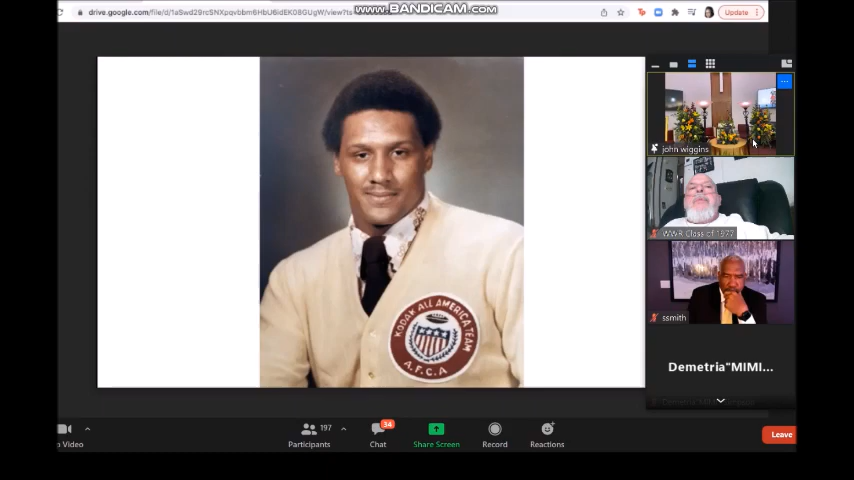 www.BANDICAM.com
Update
KODAK ALL AMERICA TEAM
A.F.C.A
john wiggins
WWR Class of 1977
ssmith
Demetria"MIMI...
Video
197
Participants
34
Chat
Share Screen
Record
Reactions
Leave